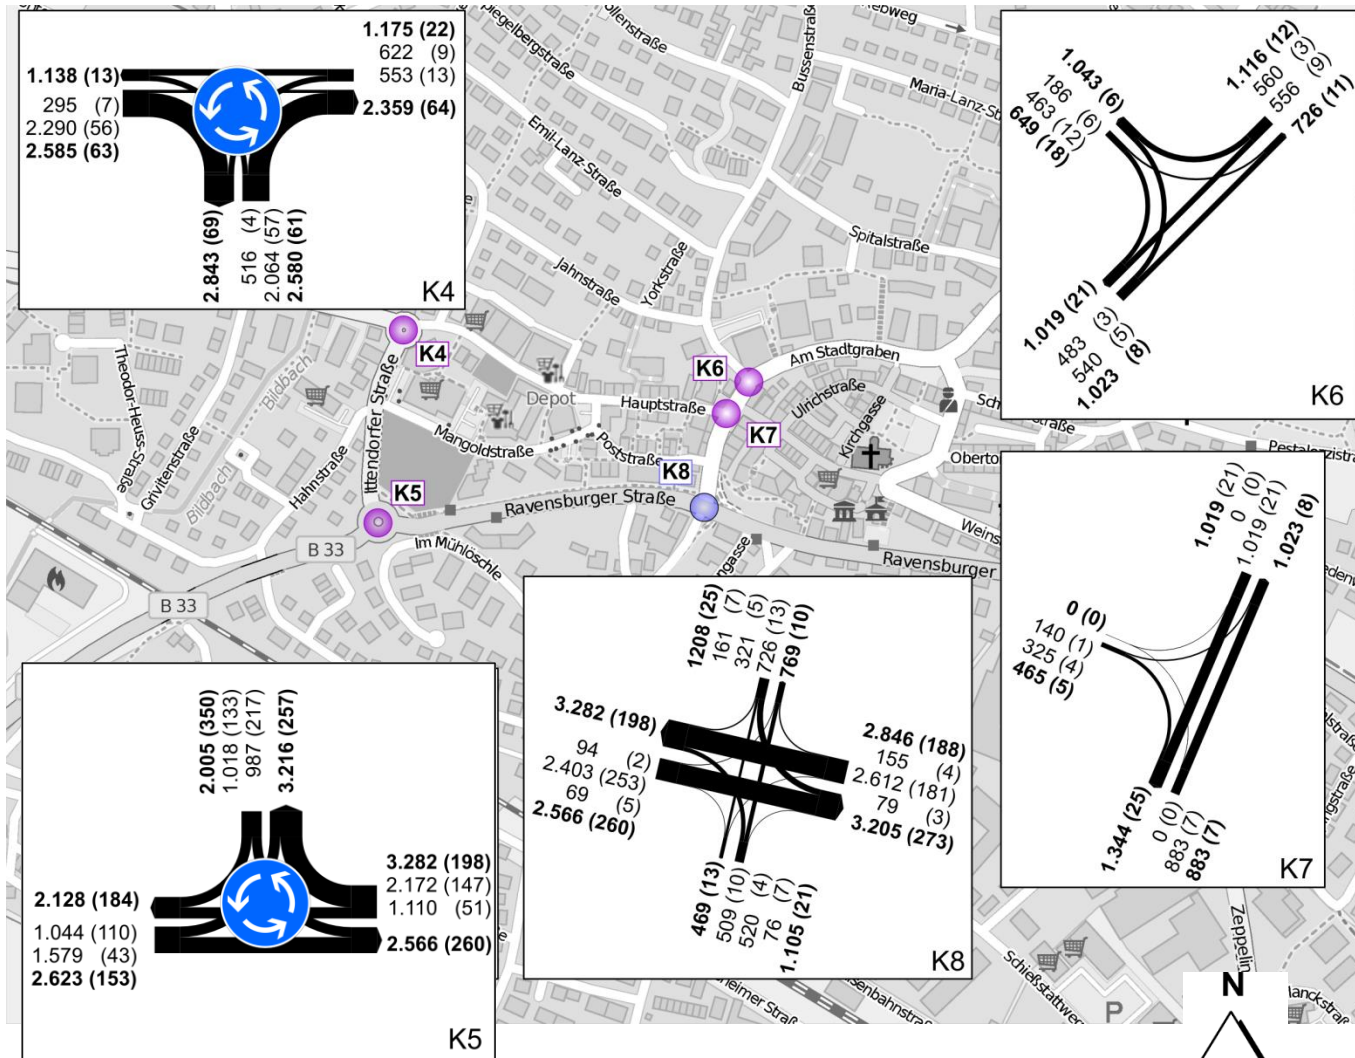 1.175 (22)
622 (9)
553 (13)
2.359 (64)
1.138 (13)
295 (7)
2.290 (56)
2.585 (63)
2.843 (69)
516 (4)
2.064 (57)
2.580 (61)
K4
1.043 (6)
186 (6)
463 (12)
649 (18)
1.116 (12)
560 (3)
556 (9)
726 (11)
1.019 (21)
483 (3)
540 (5)
1.023 (8)
K6
Bussenstraße
Maria-Lanz-St
Emil-Lanz-Straße
Spitalstraße
Jahnstraße
Yorkstraße
Am Stadtgraben
K4
K6
Depot
Hauptstraße
Ulrichstraße
Kirchgasse
K7
Mangoldstraße
Poststraße
K8
Ittendorfer Straße
Theodor-Heuss-Straße
Grivitenstraße
Bildbach
Bildbach
Hahnstraße
K5
Ravensburger Straße
B 33
B 33
Im Mühlöschle
Ravensburger
1.019 (21)
0 (0)
1.019 (21)
1.023 (8)
0 (0)
140 (1)
325 (4)
465 (5)
1.344 (25)
0 (0)
883 (7)
883 (7)
K7
1208 (25)
161 (7)
321 (5)
726 (13)
769 (10)
3.282 (198)
94 (2)
2.403 (253)
69 (5)
2.566 (260)
2.846 (188)
155 (4)
2.612 (181)
79 (3)
3.205 (273)
469 (13)
509 (10)
520 (4)
76 (7)
1.105 (21)
K8
2.005 (350)
1.018 (133)
987 (217)
3.216 (257)
3.282 (198)
2.172 (147)
1.110 (51)
2.566 (260)
2.128 (184)
1.044 (110)
1.579 (43)
2.623 (153)
K5
Zeppelin
Schießstattweg
P
N